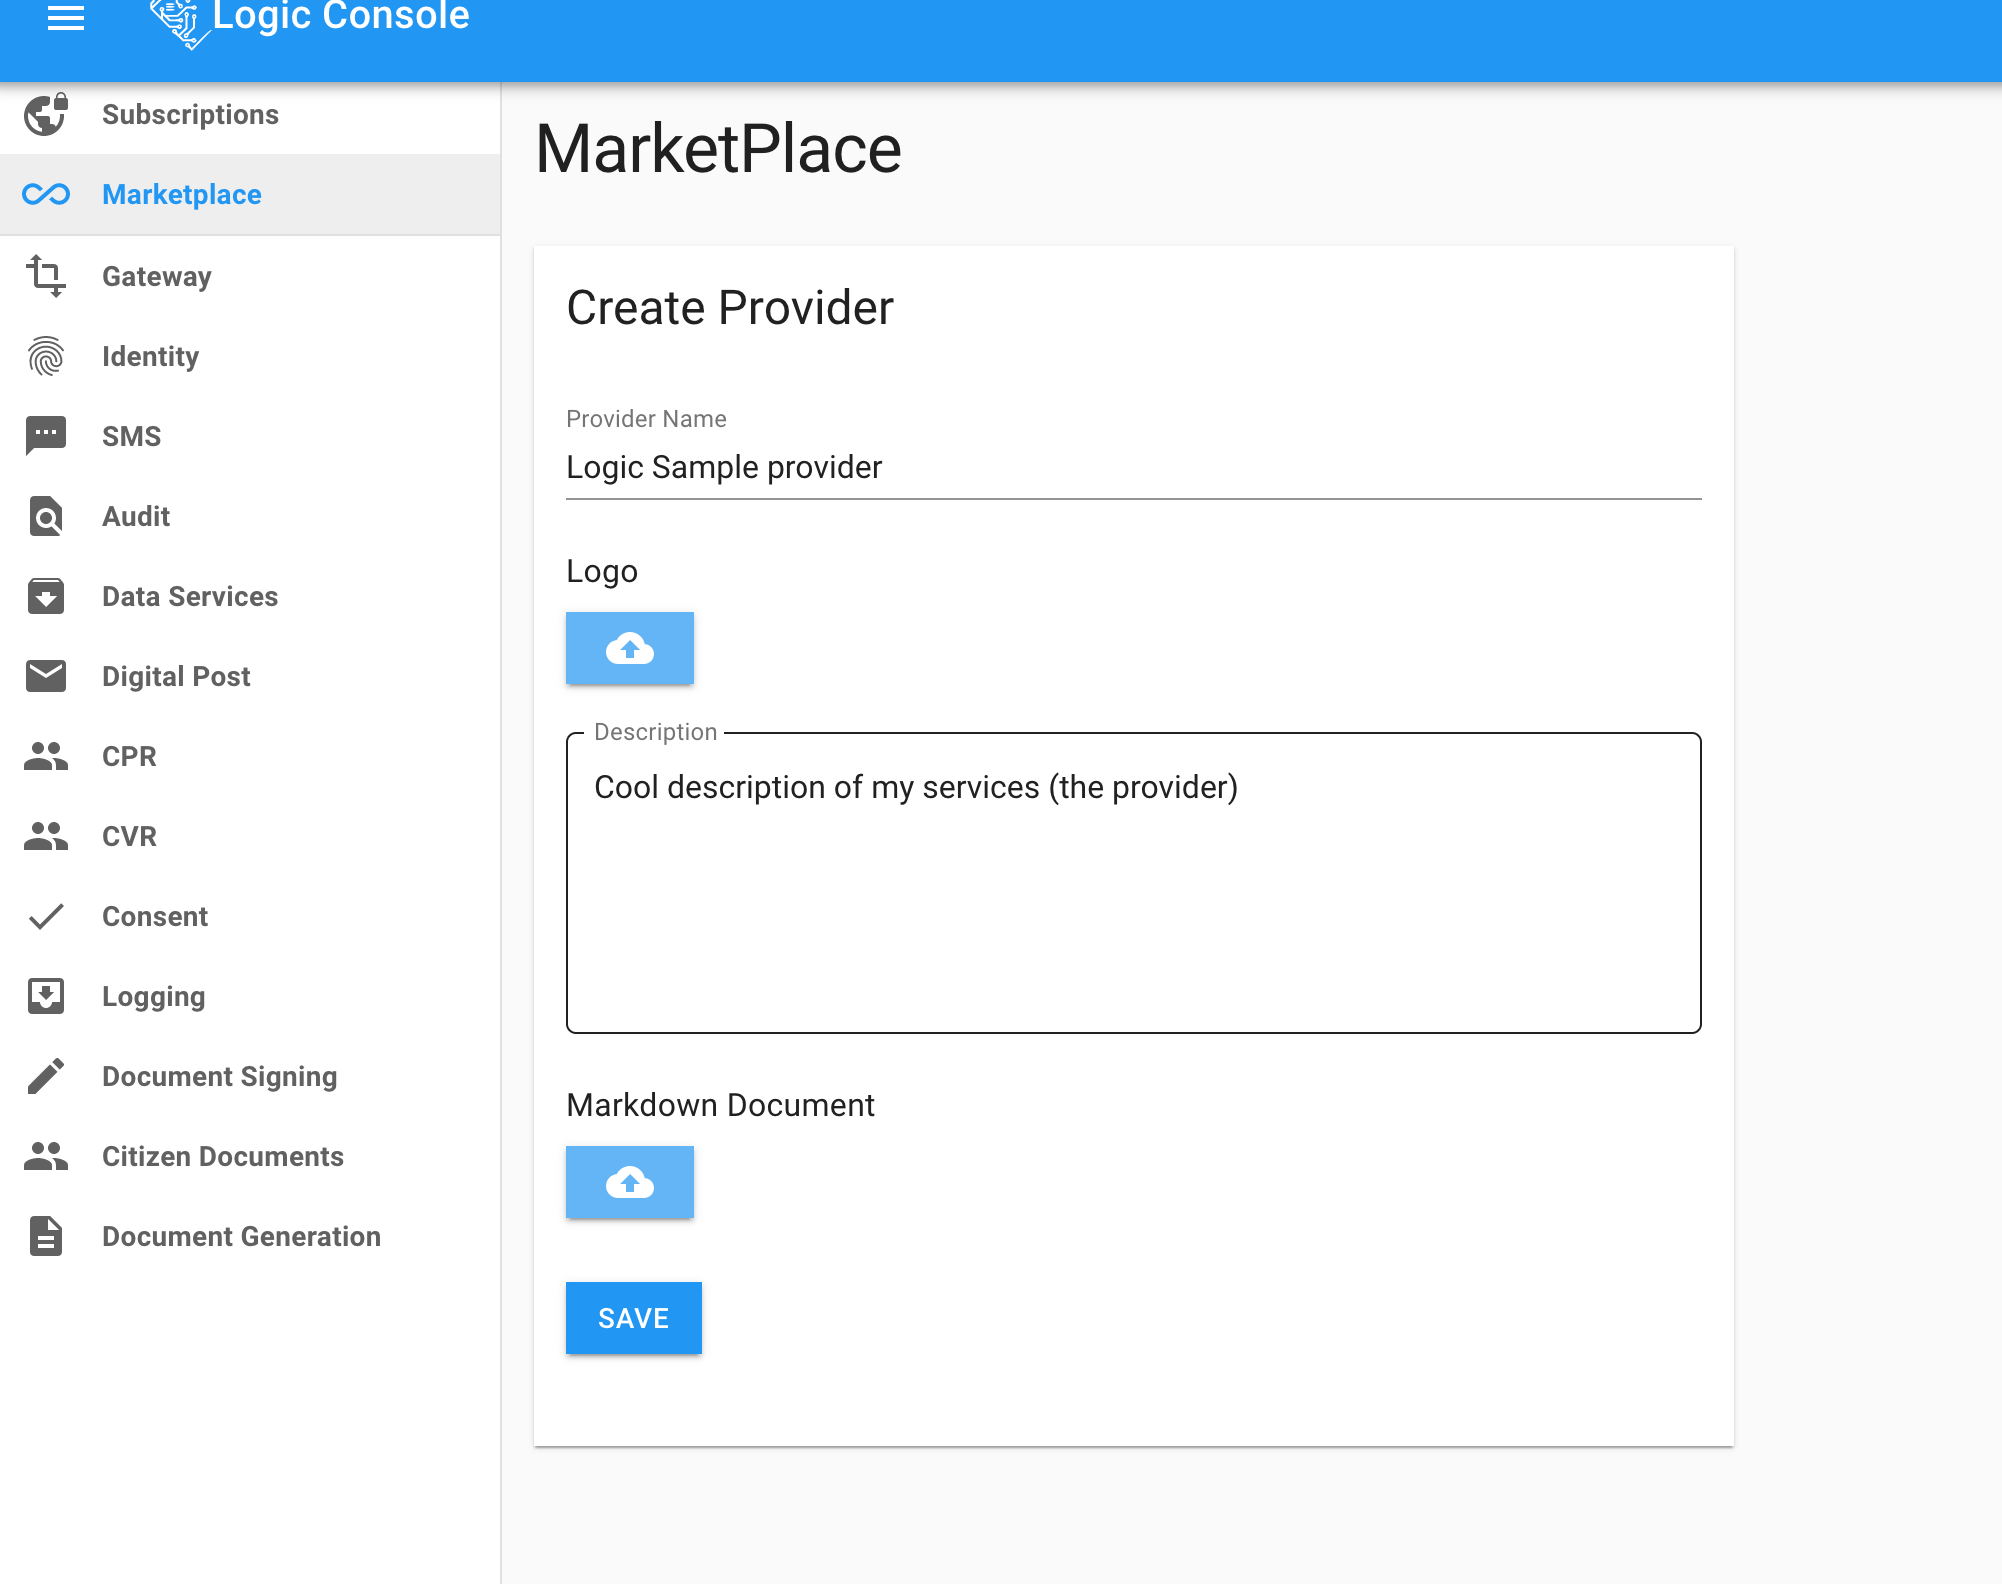 Logic Console
Subscriptions
Marketplace
Gateway
Identity
SMS
Audit
Data Services
Digital Post
CPR
CVR
Consent
Logging
Document Signing
Citizen Documents
Document Generation
MarketPlace
Create Provider
Provider Name
Logic Sample provider
Logo
Description
Cool description of my services (the provider)
Markdown Document
SAVE